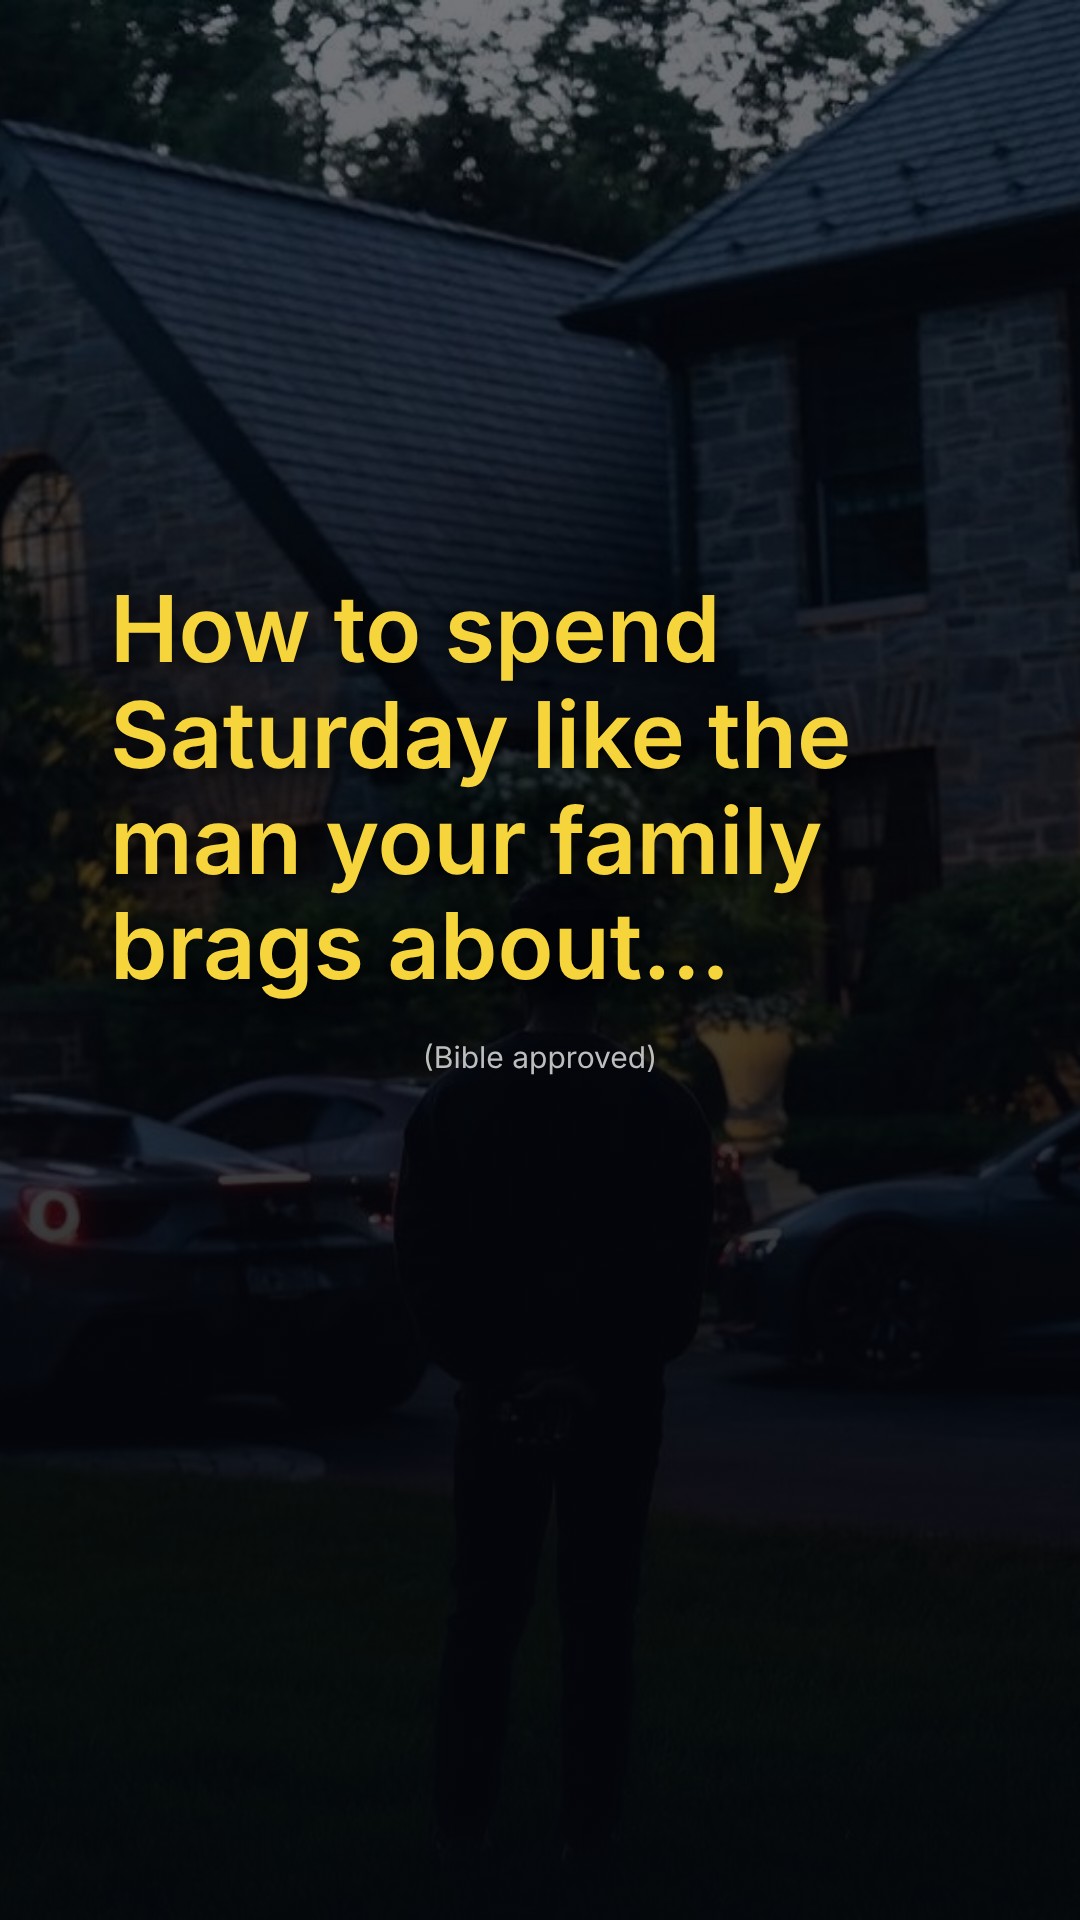 How to spend
Saturday like the
man your family
brags about...
(Bible approved)